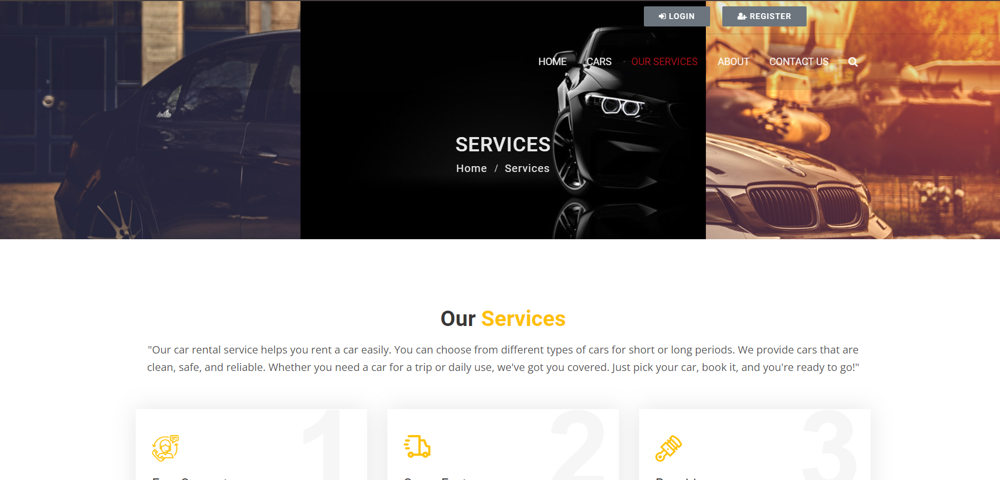 LOGIN
REGISTER
HOME
CARS
OUR SERVICES
ABOUT
CONTACT US
SERVICES
Home / Services
Our Services
"Our car rental service helps you rent a car easily. You can choose from different types of cars for short or long periods. We provide cars that are
clean, safe, and reliable. Whether you need a car for a trip or daily use, we've got you covered. Just pick your car, book it, and you're ready to go!"
1
2
3